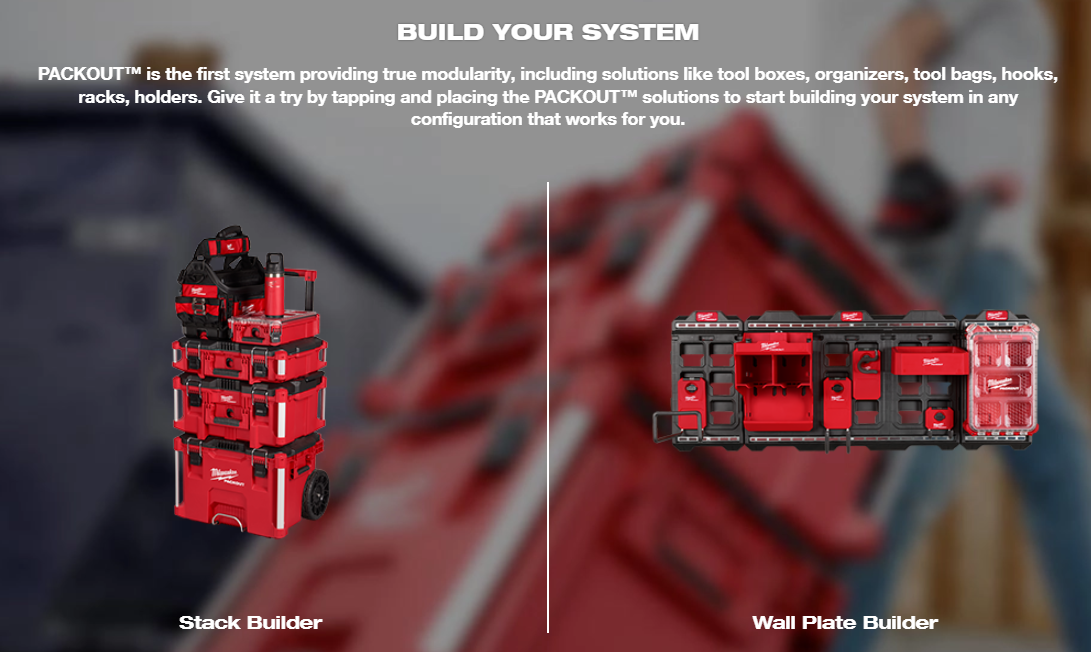 BUILD YOUR SYSTEM
PACKOUT™ is the first system providing true modularity, including solutions like tool boxes, organizers, tool bags, hooks,
racks, holders. Give it a try by tapping and placing the PACKOUT™ solutions to start building your system in any
configuration that works for you.
Milwaukee
PACKOUT
Stack Builder
Wall Plate Builder